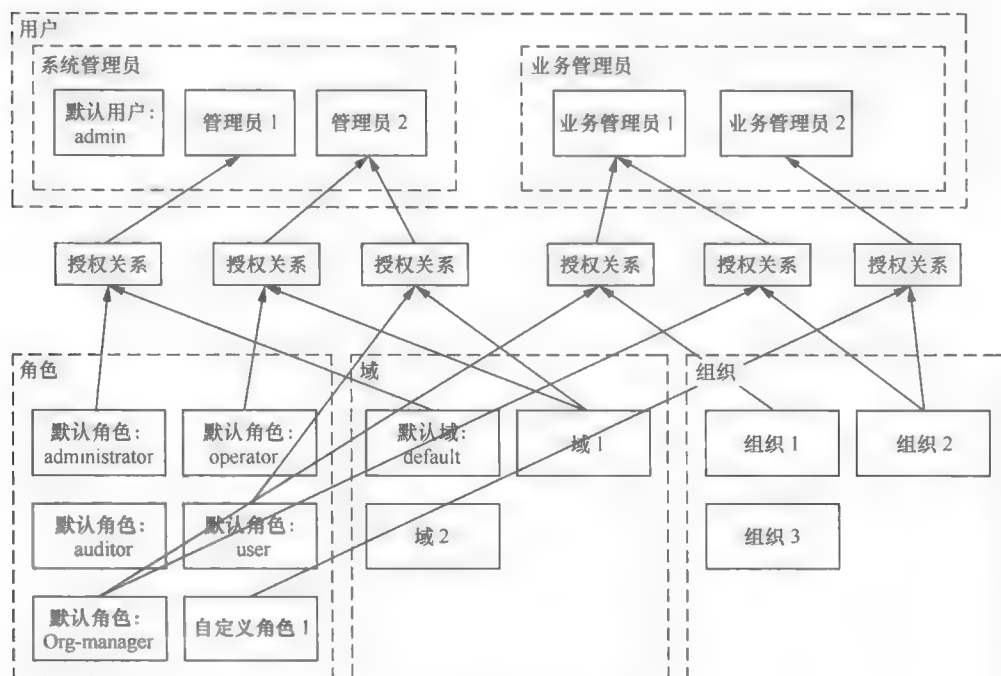 用户
系统管理员
业务管理员
默认用户:
admin
管理员 1
管理员 2
业务管理员 1
业务管理员 2
授权关系
授权关系
授权关系
授权关系
授权关系
授权关系
角色
域
组织
默认角色:
administrator
默认角色:
operator
默认域:
default
域 1
组织 1
组织 2
默认角色:
auditor
默认角色:
user
域 2
组织 3
默认角色:
Org-manager
自定义角色 1